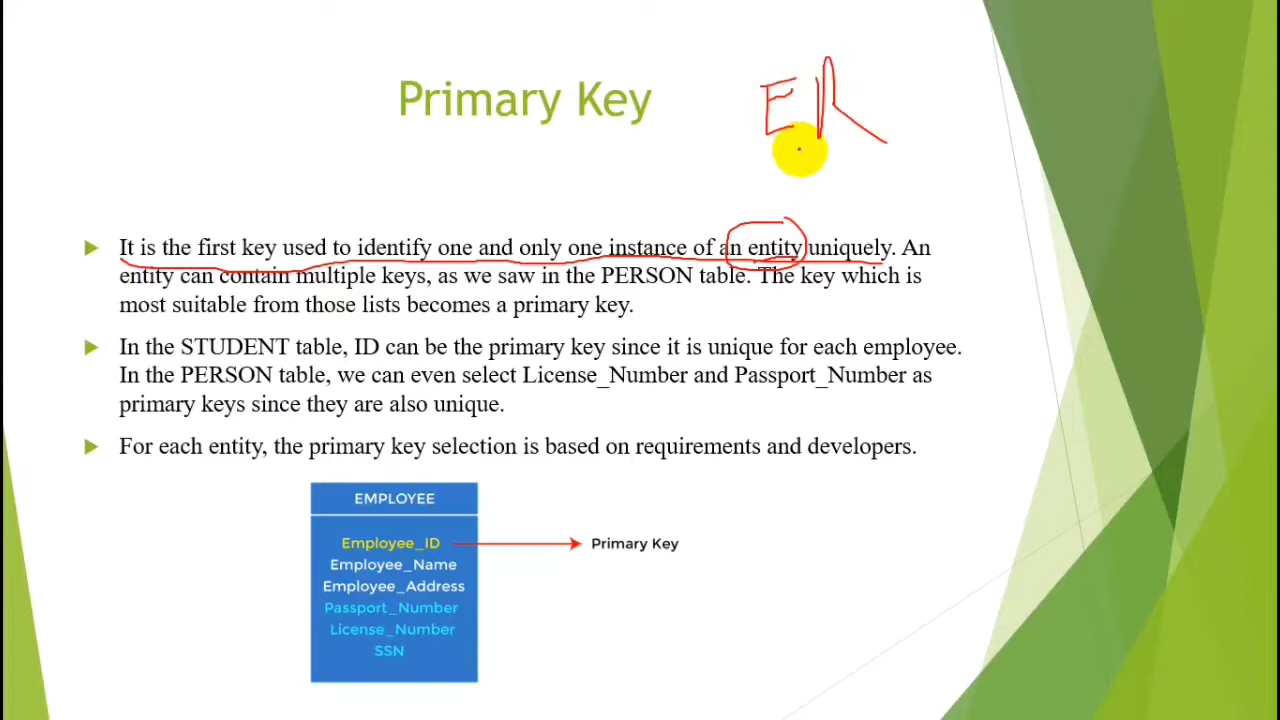 Primary Key
ER
It is the first key used to identify one and only one instance of an entity uniquely. An
entity can contain multiple keys, as we saw in the PERSON table. The key which is
most suitable from those lists becomes a primary key.
In the STUDENT table, ID can be the primary key since it is unique for each employee.
In the PERSON table, we can even select License_Number and Passport_Number as
primary keys since they are also unique.
For each entity, the primary key selection is based on requirements and developers.
EMPLOYEE
Employee_ID
Primary Key
Employee_Name
Employee_Address
Passport_Number
License_Number
SSN